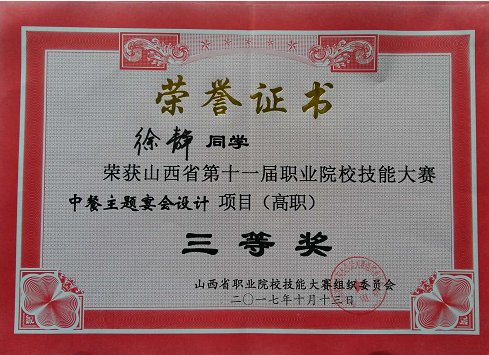 荣誉证书
徐静 同学
荣获山西省第十一届职业院校技能大赛
中餐主题宴会设计 项目（高职）
三等奖
山西省职业院校技能大赛组织委员会
二〇一七年十月十三日